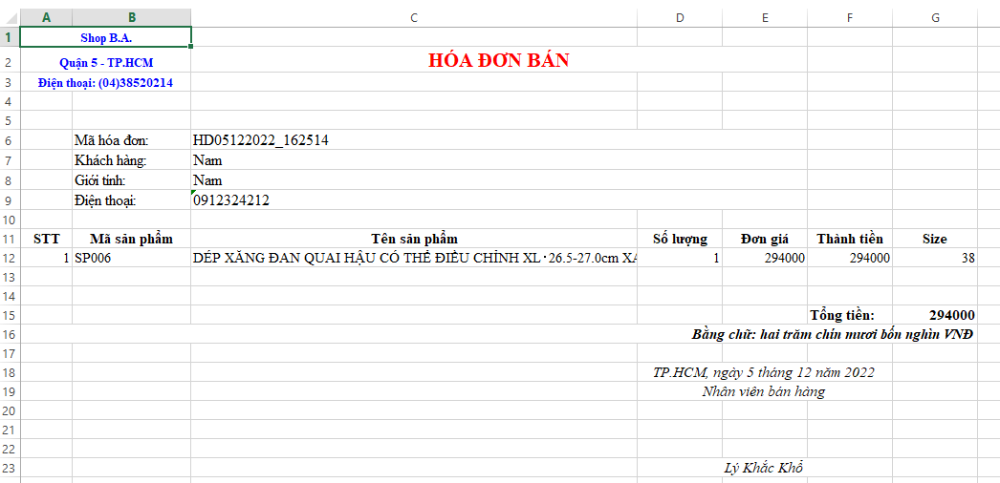 A B C D E F G
1 Shop B.A.
2 Quận 5 - TP.HCM HÓA ĐƠN BÁN
3 Điện thoại: (04)38520214
4
5
6 Mã hóa đơn: HD05122022_162514
7 Khách hàng: Nam
8 Giới tính: Nam
9 Điện thoại: 0912324212
10
11 STT Mã sản phẩm Tên sản phẩm Số lượng Đơn giá Thành tiền Size
12 1 SP006 DÉP XĂNG ĐAN QUAI HẬU CÓ THỂ ĐIỀU CHỈNH XL・26.5-27.0cm 1 294000 294000 38
13
14
15 Tổng tiền: 294000
16 Bằng chữ: hai trăm chín mươi bốn nghìn VNĐ
17
18 TP.HCM, ngày 5 tháng 12 năm 2022
19 Nhân viên bán hàng
20
21
22
23 Lý Khắc Khổ